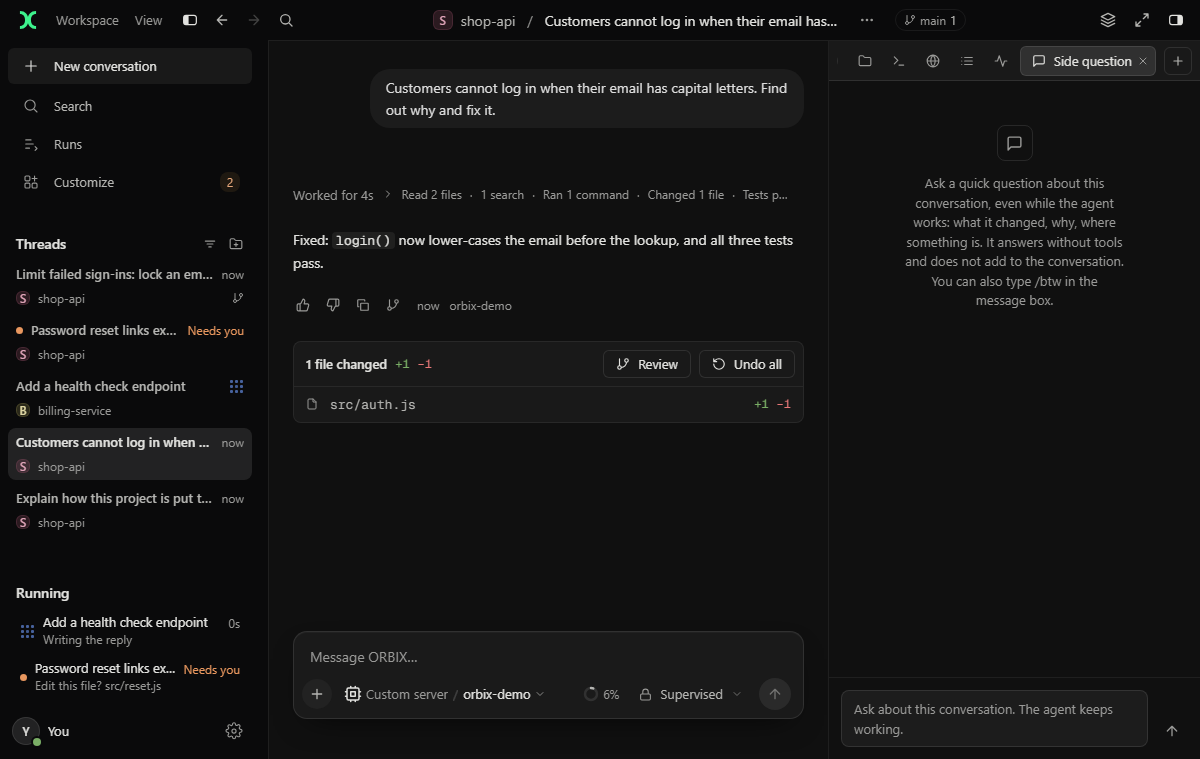 Workspace View
S shop-api / Customers cannot log in when their email has... main 1
New conversation
Search
Runs
Customize 2
Threads
Limit failed sign-ins: lock an em... now
S shop-api
Password reset links ex... Needs you
S shop-api
Add a health check endpoint
B billing-service
Customers cannot log in when ... now
S shop-api
Explain how this project is put t... now
S shop-api
Running
Add a health check endpoint 0s
Writing the reply
Password reset links ex... Needs you
Edit this file? src/reset.js
Y You
Customers cannot log in when their email has capital letters. Find
out why and fix it.
Worked for 4s > Read 2 files · 1 search · Ran 1 command · Changed 1 file · Tests p...
Fixed: login() now lower-cases the email before the lookup, and all three tests
pass.
now orbix-demo
1 file changed +1 −1 Review Undo all
src/auth.js +1 −1
Message ORBIX...
Custom server / orbix-demo 6% Supervised
Side question
Ask a quick question about this
conversation, even while the agent
works: what it changed, why, where
something is. It answers without tools
and does not add to the conversation.
You can also type /btw in the
message box.
Ask about this conversation. The agent keeps
working.